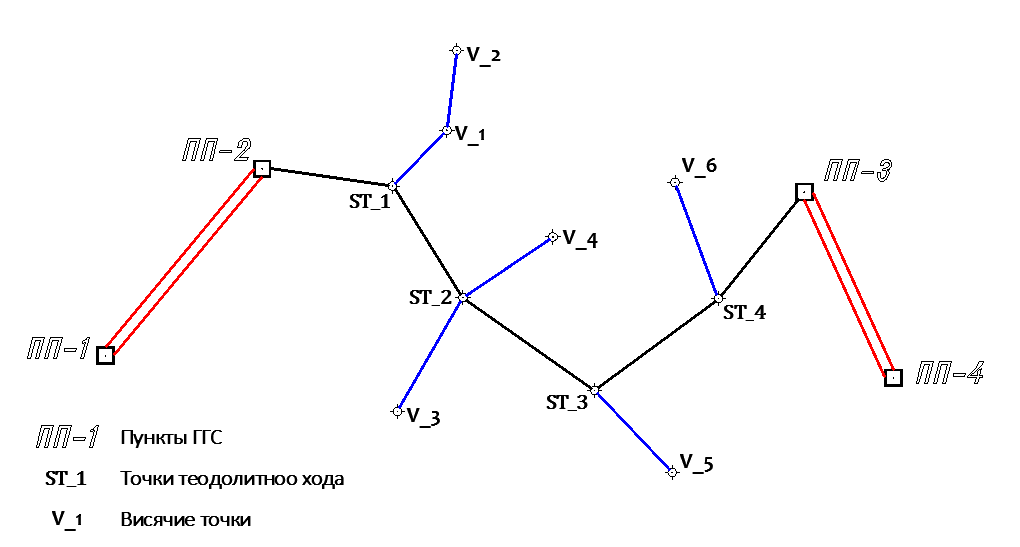 V_2
V_1
ПП-2
ST_1
V_6
ПП-3
V_4
ST_2
ST_4
ПП-1
ПП-4
ST_3
V_3
V_5
ПП-1 Пункты ГГС
ST_1 Точки теодолитноо хода
V_1 Висячие точки